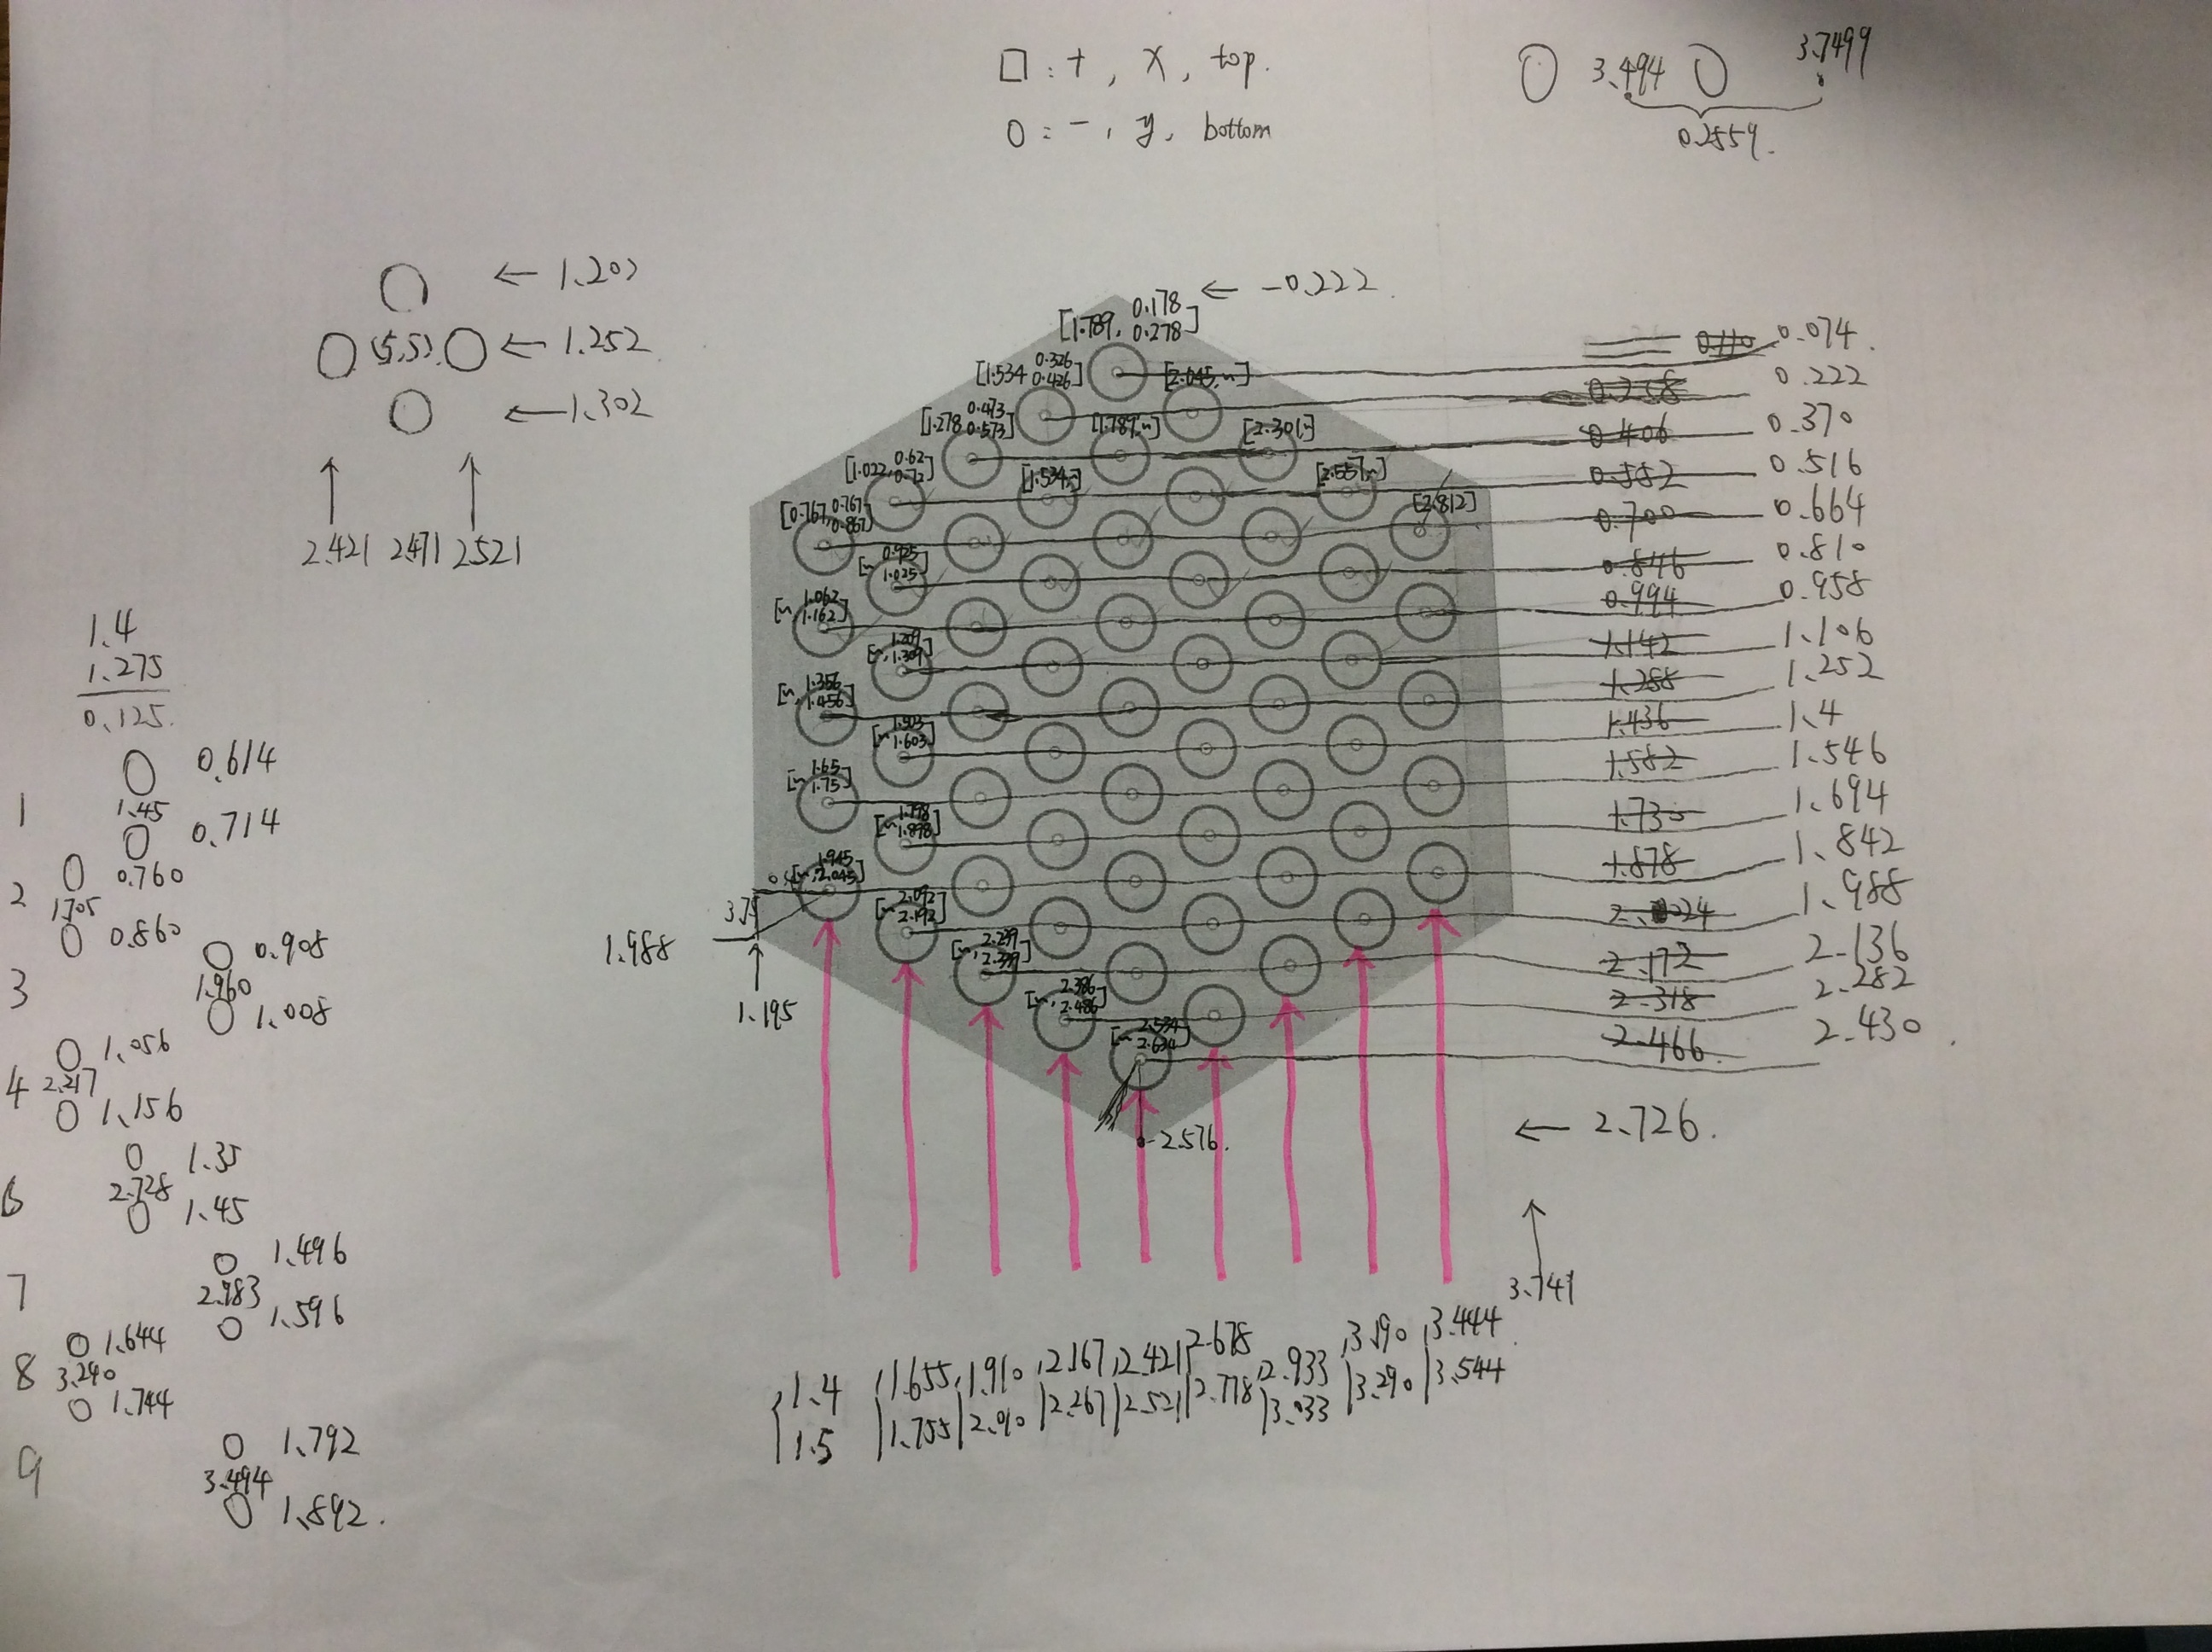 □ : + , x , top.
○ : - , y , bottom
3.494
3.7499
0.2559.
← 1.202
(5,5) ← 1.252
← 1.302
2.421 2.471 2.521
1.4
1.275
0.125.
1 0.614
1.45
0.714
2 0.760
1.705
0.860
3 0.908
1.960
1.008
4 1.056
2.217
1.156
6 1.35
2.728
1.45
7 1.496
2.983
1.596
8 1.644
3.290
1.744
9 1.792
3.494
1.892.
← -0.222
[1.789, 0.178 0.278]
[1.534 0.326 0.426] [2.045, ~]
[1.278 0.473 0.573] [1.789, ~] [2.301, ~]
[1.022, 0.62 0.72] [1.534, ~] [2.557, ~]
[0.767, 0.767 0.867] [2.812]
[~ 0.925 1.025]
[~, 1.062 1.162]
[~, 1.209 1.309]
[~, 1.356 1.456]
[~ 1.503 1.603]
[~ 1.65 1.75]
[~ 1.798 1.898]
[~, 1.945 2.045]
[~ 2.092 2.192]
[~, 2.239 2.339]
[~, 2.386 2.486]
[~ 2.534 2.634]
0.110 0.074
0.258 0.222
0.406 0.370
0.552 0.516
0.700 0.664
0.846 0.810
0.994 0.958
1.142 1.106
1.288 1.252
1.436 1.4
1.582 1.546
1.730 1.694
1.878 1.842
2.024 1.988
2.172 2.136
2.318 2.282
2.466 2.430
1.988
1.195
2.576.
← 2.726.
3.749
1.4 , 1.655, 1.910, 2.167, 2.421, 2.678, 2.933, 3.190, 3.444
1.5 1.755 2.010 2.267 2.521 2.778 3.033 3.290 3.544